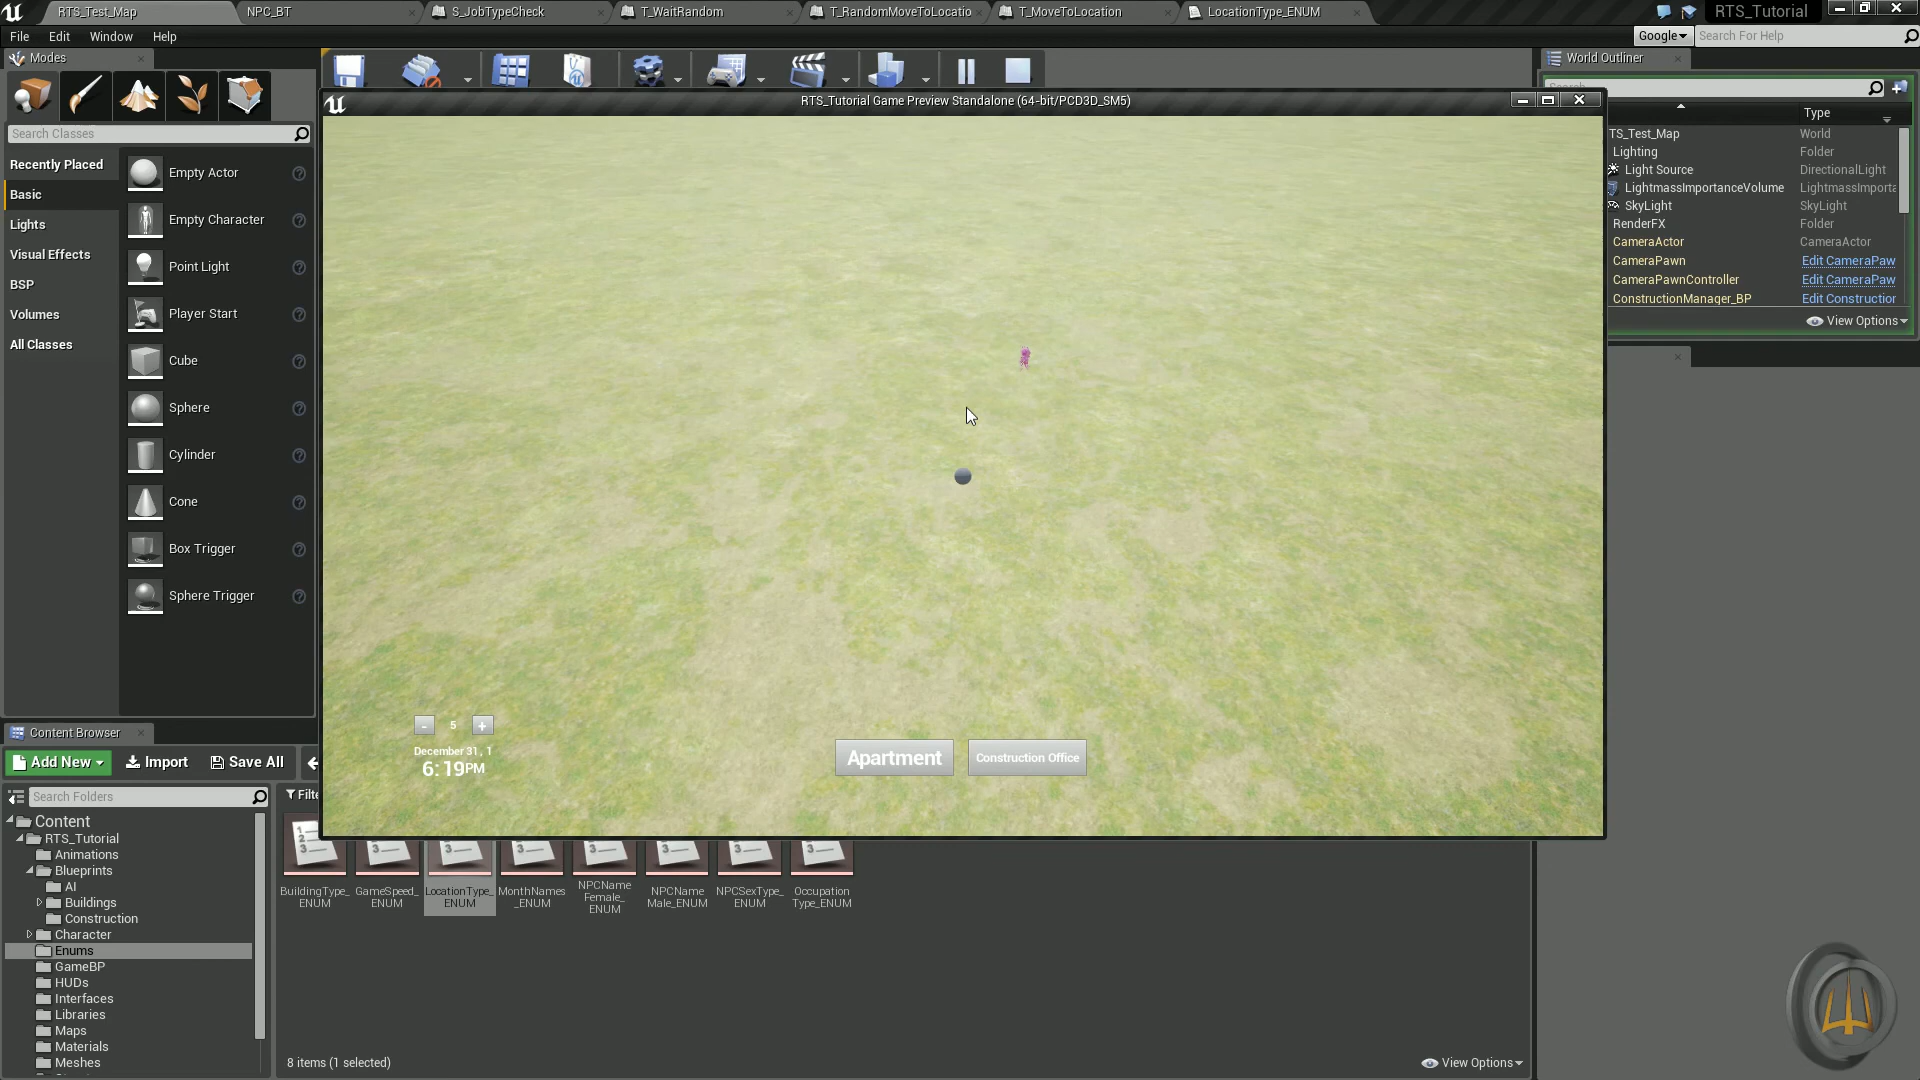 RTS_Test_Map
NPC_BT
S_JobTypeCheck
T_WaitRandom
T_RandomMoveToLocatio
T_MoveToLocation
LocationType_ENUM
RTS_Tutorial
File Edit Window Help
Google
Search For Help
Modes
World Outliner
Search Classes
RTS_Tutorial Game Preview Standalone (64-bit/PCD3D_SM5)
Type
Recently Placed
Basic
Lights
Visual Effects
BSP
Volumes
All Classes
Empty Actor
Empty Character
Point Light
Player Start
Cube
Sphere
Cylinder
Cone
Box Trigger
Sphere Trigger
TS_Test_Map World
Lighting Folder
Light Source DirectionalLight
LightmassImportanceVolume LightmassImporta
SkyLight SkyLight
RenderFX Folder
CameraActor CameraActor
CameraPawn Edit CameraPaw
CameraPawnController Edit CameraPaw
ConstructionManager_BP Edit Construction
View Options
- 5 +
December 31, 1
6:19PM
Apartment
Construction Office
Content Browser
Add New Import Save All
Search Folders
Filte
Content
RTS_Tutorial
Animations
Blueprints
AI
Buildings
Construction
Character
Enums
GameBP
HUDs
Interfaces
Libraries
Maps
Materials
Meshes
BuildingType_
ENUM
GameSpeed_
ENUM
LocationType_
ENUM
MonthNames
_ENUM
NPCName
Female_
ENUM
NPCName
Male_ENUM
NPCSexType_
ENUM
Occupation
Type_ENUM
8 items (1 selected)
View Options